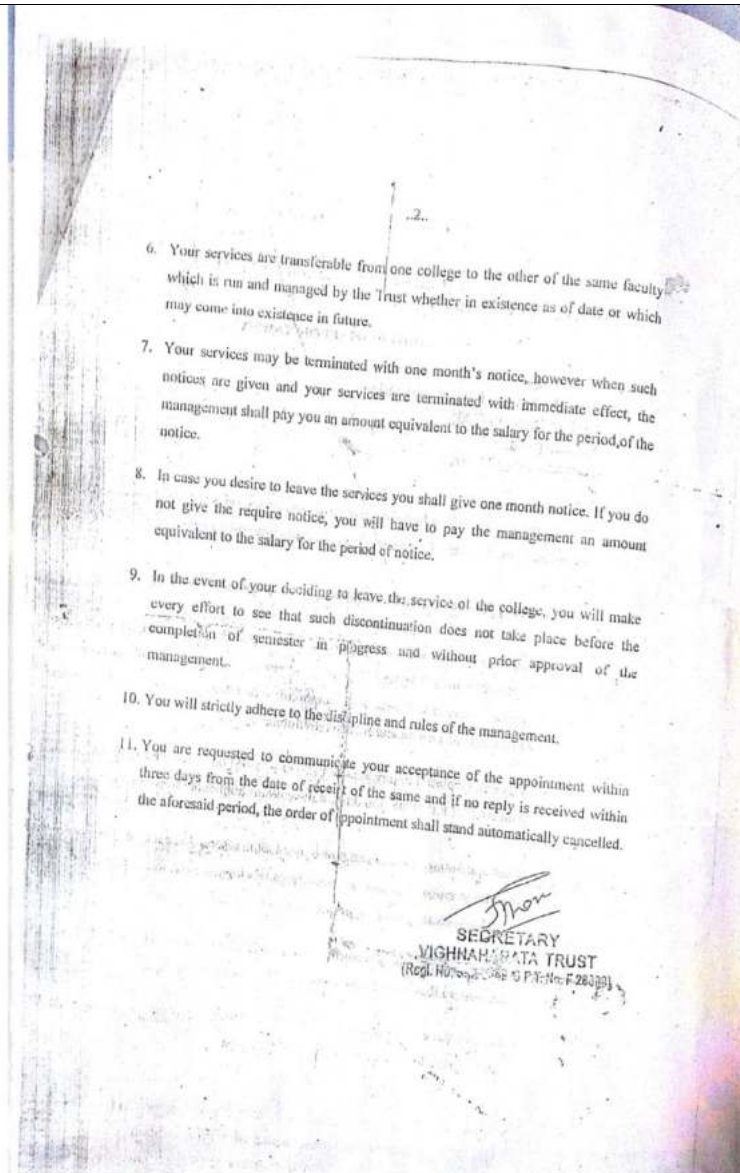 ..2..
6. Your services are transferable from one college to the other of the same faculty
which is run and managed by the Trust whether in existence as of date or which
may come into existence in future.
7. Your services may be terminated with one month's notice, however when such
notices are given and your services are terminated with immediate effect, the
management shall pay you an amount equivalent to the salary for the period,of the
notice.
8. In case you desire to leave the services you shall give one month notice. If you do
not give the require notice, you will have to pay the management an amount
equivalent to the salary for the period of notice.
9. In the event of your deciding to leave the service of the college, you will make
every effort to see that such discontinuation does not take place before the
completion of semester in progress and without prior approval of the
management.
10. You will strictly adhere to the discipline and rules of the management.
11. You are requested to communicate your acceptance of the appointment within
three days from the date of receipt of the same and if no reply is received within
the aforesaid period, the order of appointment shall stand automatically cancelled.
SECRETARY
VIGHNAHARATA TRUST
(Regl.